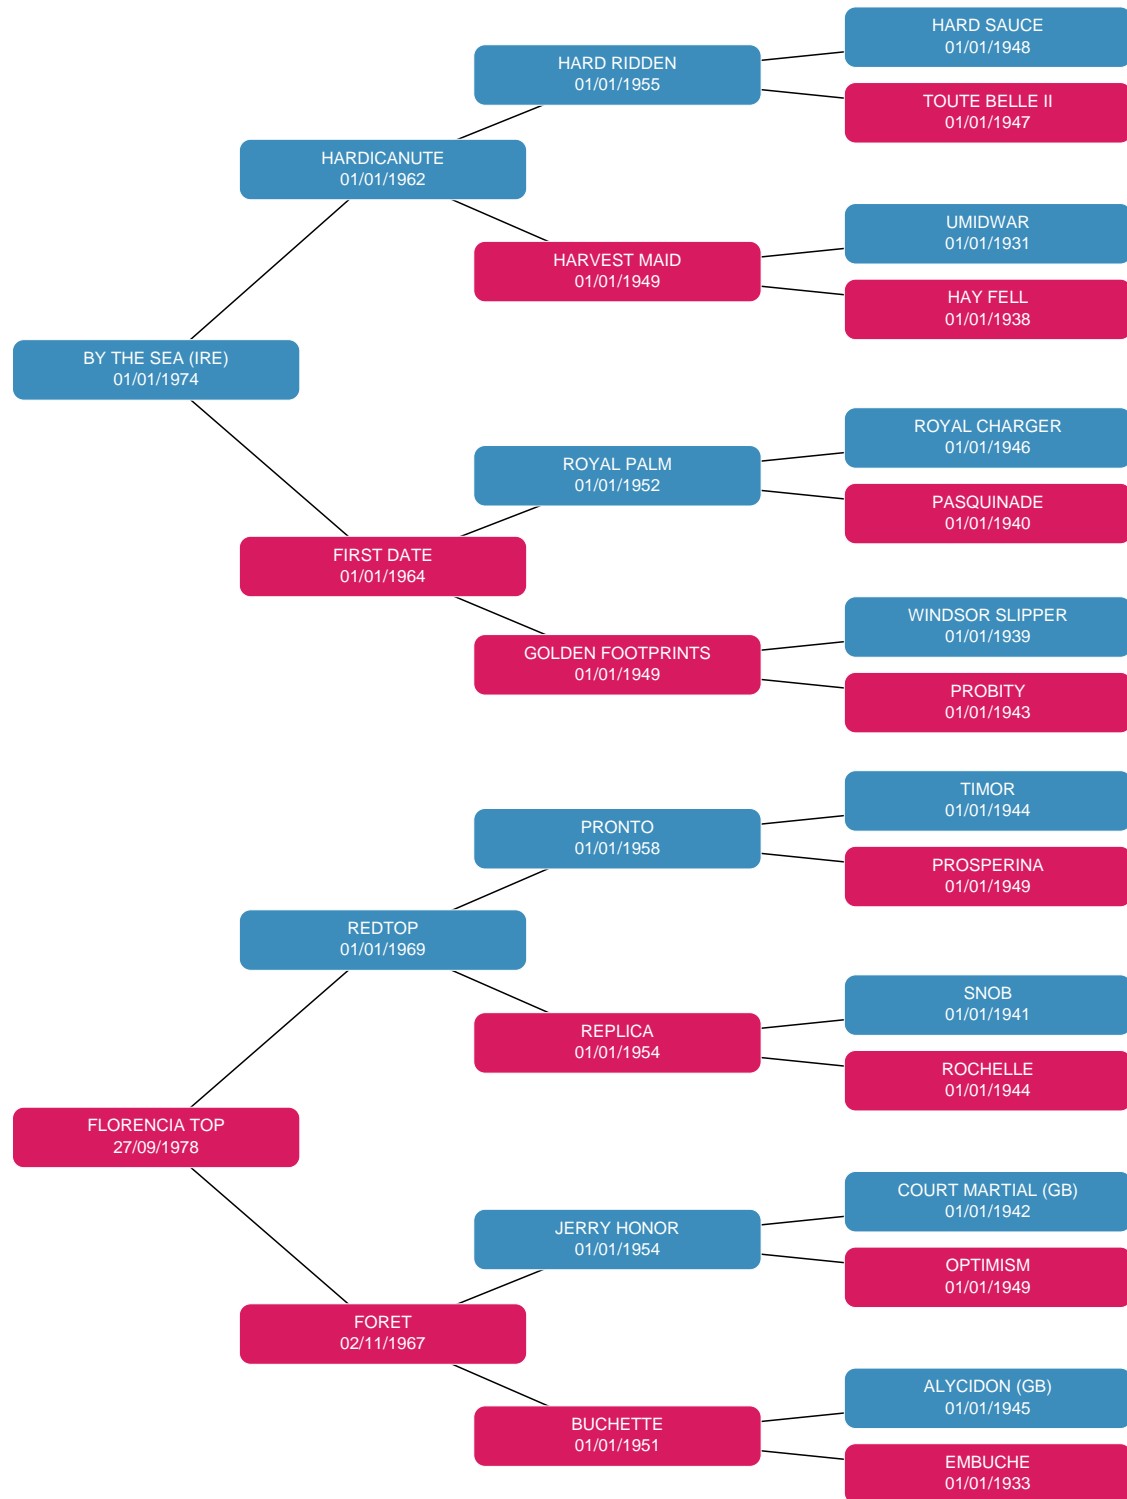 HARD SAUCE
01/01/1948
HARD RIDDEN
01/01/1955
TOUTE BELLE II
01/01/1947
HARDICANUTE
01/01/1962
UMIDWAR
01/01/1931
HARVEST MAID
01/01/1949
HAY FELL
01/01/1938
BY THE SEA (IRE)
01/01/1974
ROYAL CHARGER
01/01/1946
ROYAL PALM
01/01/1952
PASQUINADE
01/01/1940
FIRST DATE
01/01/1964
WINDSOR SLIPPER
01/01/1939
GOLDEN FOOTPRINTS
01/01/1949
PROBITY
01/01/1943
TIMOR
01/01/1944
PRONTO
01/01/1958
PROSPERINA
01/01/1949
REDTOP
01/01/1969
SNOB
01/01/1941
REPLICA
01/01/1954
ROCHELLE
01/01/1944
FLORENCIA TOP
27/09/1978
COURT MARTIAL (GB)
01/01/1942
JERRY HONOR
01/01/1954
OPTIMISM
01/01/1949
FORET
02/11/1967
ALYCIDON (GB)
01/01/1945
BUCHETTE
01/01/1951
EMBUCHE
01/01/1933